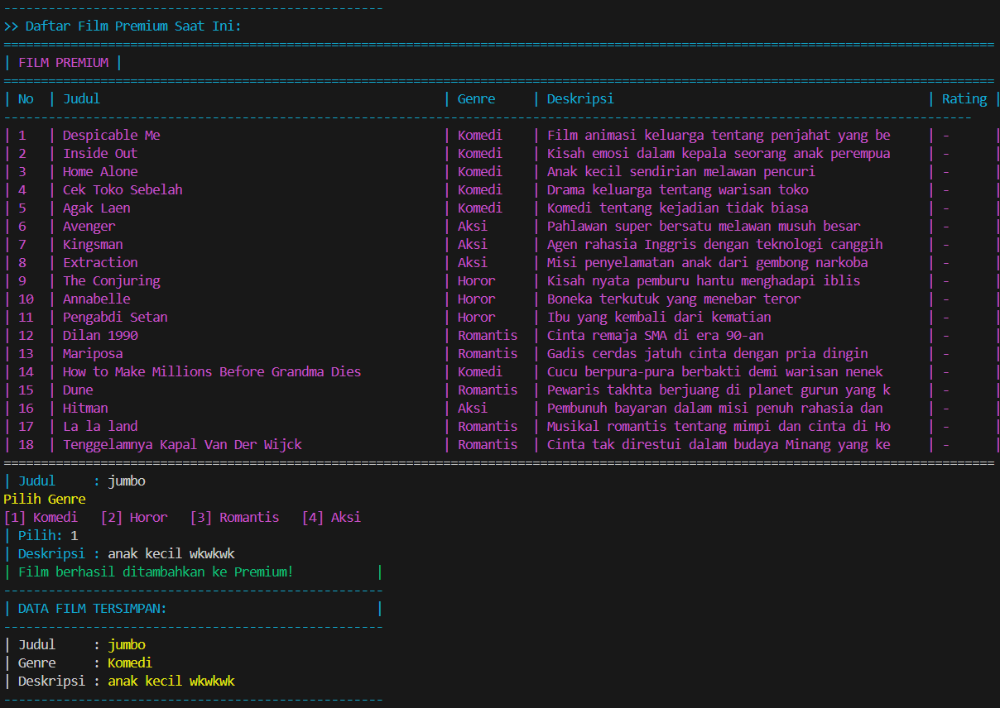 --------------------------------------------------
>> Daftar Film Premium Saat Ini:
=====================================================================================================================================
| FILM PREMIUM |
=====================================================================================================================================
| No | Judul | Genre | Deskripsi | Rating |
----------------------------------------------------------------------------------------------------------------------------------
| 1 | Despicable Me | Komedi | Film animasi keluarga tentang penjahat yang be | - |
| 2 | Inside Out | Komedi | Kisah emosi dalam kepala seorang anak perempua | - |
| 3 | Home Alone | Komedi | Anak kecil sendirian melawan pencuri | - |
| 4 | Cek Toko Sebelah | Komedi | Drama keluarga tentang warisan toko | - |
| 5 | Agak Laen | Komedi | Komedi tentang kejadian tidak biasa | - |
| 6 | Avenger | Aksi | Pahlawan super bersatu melawan musuh besar | - |
| 7 | Kingsman | Aksi | Agen rahasia Inggris dengan teknologi canggih | - |
| 8 | Extraction | Aksi | Misi penyelamatan anak dari gembong narkoba | - |
| 9 | The Conjuring | Horor | Kisah nyata pemburu hantu menghadapi iblis | - |
| 10 | Annabelle | Horor | Boneka terkutuk yang menebar teror | - |
| 11 | Pengabdi Setan | Horor | Ibu yang kembali dari kematian | - |
| 12 | Dilan 1990 | Romantis | Cinta remaja SMA di era 90-an | - |
| 13 | Mariposa | Romantis | Gadis cerdas jatuh cinta dengan pria dingin | - |
| 14 | How to Make Millions Before Grandma Dies | Komedi | Cucu berpura-pura berbakti demi warisan nenek | - |
| 15 | Dune | Romantis | Pewaris takhta berjuang di planet gurun yang k | - |
| 16 | Hitman | Aksi | Pembunuh bayaran dalam misi penuh rahasia dan | - |
| 17 | La la land | Romantis | Musikal romantis tentang mimpi dan cinta di Ho | - |
| 18 | Tenggelamnya Kapal Van Der Wijck | Romantis | Cinta tak direstui dalam budaya Minang yang ke | - |
=====================================================================================================================================
| Judul : jumbo
Pilih Genre
[1] Komedi [2] Horor [3] Romantis [4] Aksi
| Pilih: 1
| Deskripsi : anak kecil wkwkwk
| Film berhasil ditambahkan ke Premium! |
--------------------------------------------------
| DATA FILM TERSIMPAN: |
--------------------------------------------------
| Judul : jumbo
| Genre : Komedi
| Deskripsi : anak kecil wkwkwk
--------------------------------------------------